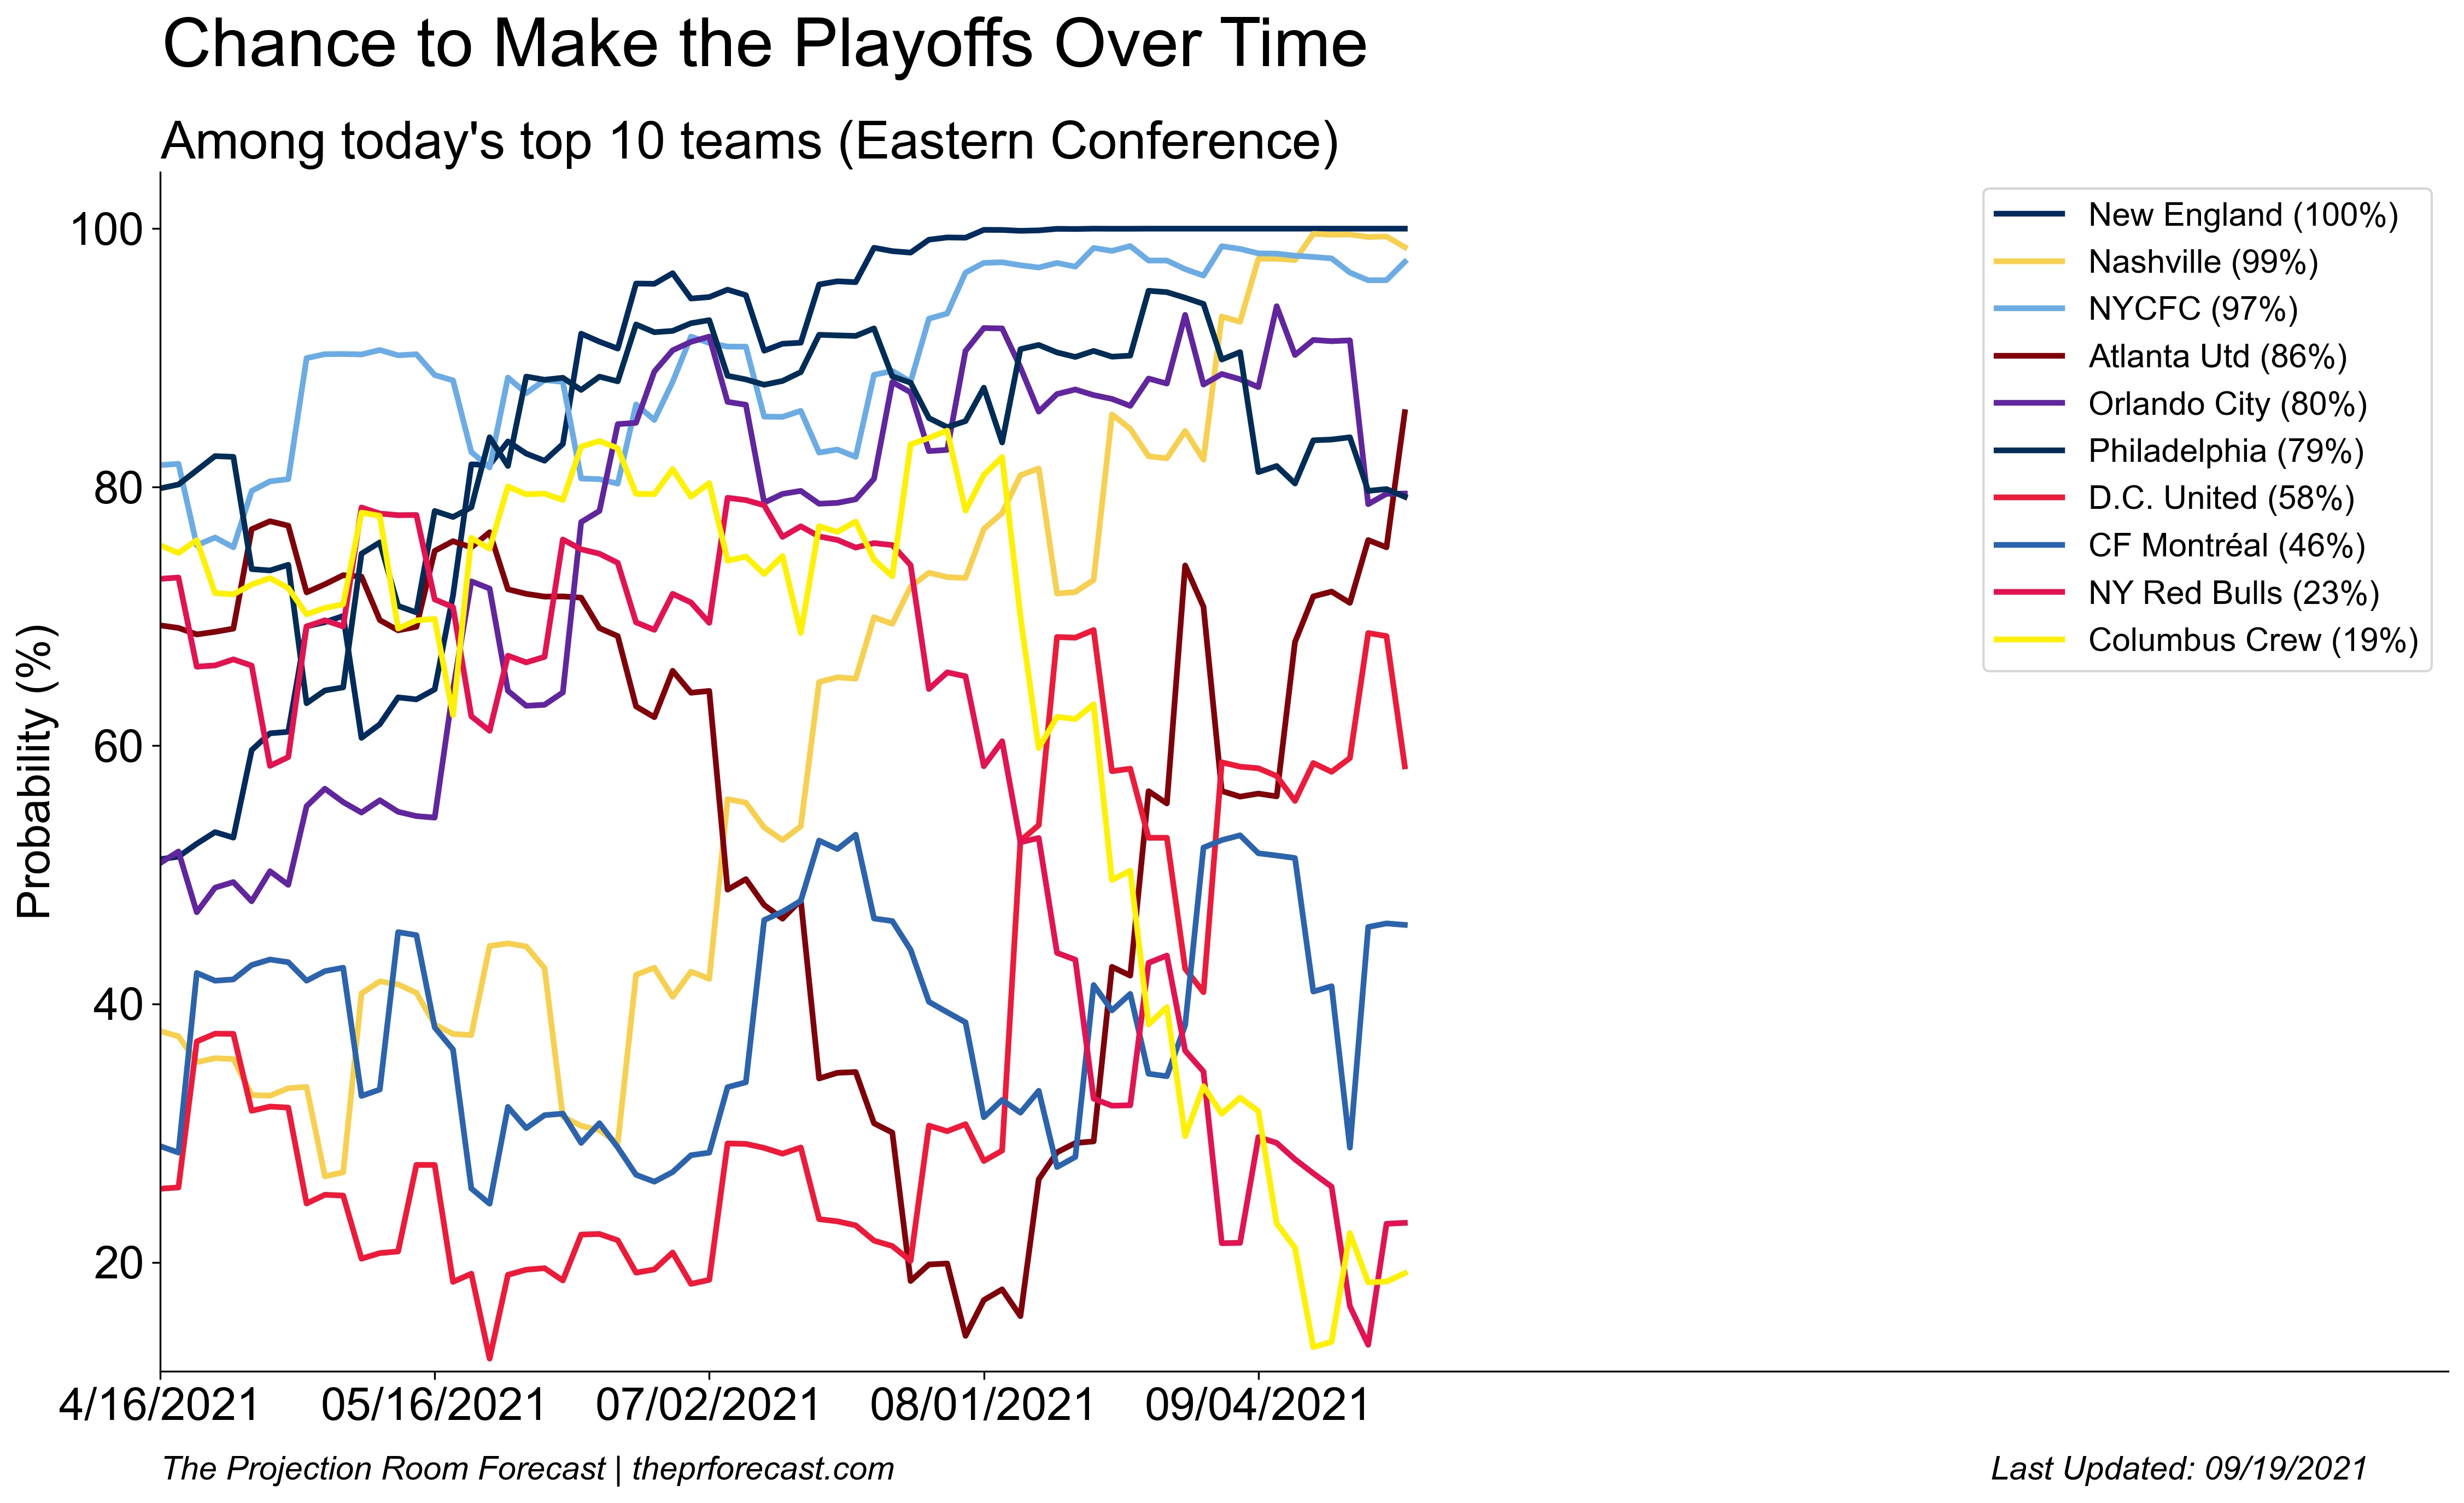 Chance to Make the Playoffs Over Time
Among today's top 10 teams (Eastern Conference)
100
80
60
40
20
Probability (%)
New England (100%)
Nashville (99%)
NYCFC (97%)
Atlanta Utd (86%)
Orlando City (80%)
Philadelphia (79%)
D.C. United (58%)
CF Montréal (46%)
NY Red Bulls (23%)
Columbus Crew (19%)
4/16/2021 05/16/2021 07/02/2021 08/01/2021 09/04/2021
The Projection Room Forecast | theprforecast.com
Last Updated: 09/19/2021